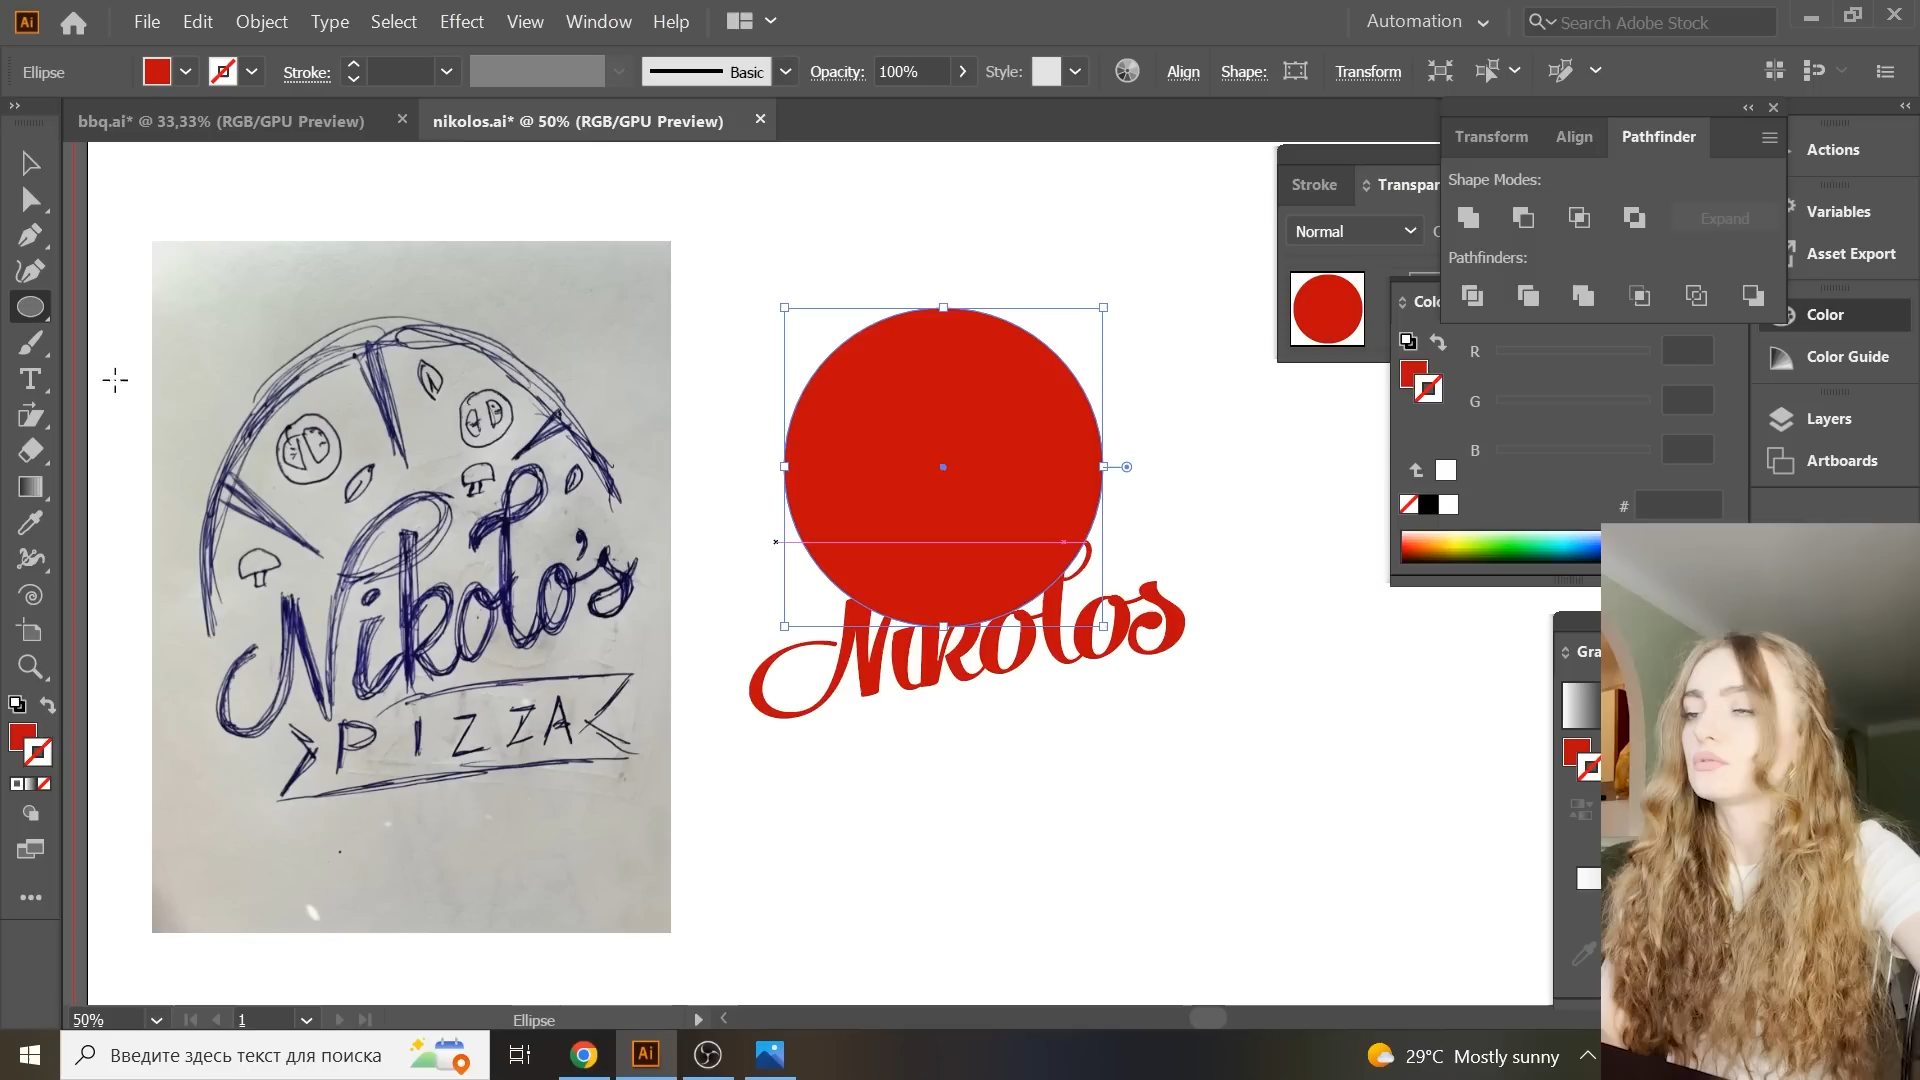 Ai File Edit Object Type Select Effect View Window Help Automation Search Adobe Stock
Ellipse Stroke: Basic Opacity: 100% Style: Align Shape: Transform
bbq.ai* @ 33,33% (RGB/GPU Preview) nikolos.ai* @ 50% (RGB/GPU Preview)
Transform Align Pathfinder
Shape Modes:
Expand
Pathfinders:
Stroke Transpar
Normal
Colo
R
G
B
#
Actions
Variables
Asset Export
Color
Color Guide
Layers
Artboards
Gra
Nikolo's
PIZZA
Nikolos
50% 1 Ellipse
Введите здесь текст для поиска Ai 29°C Mostly sunny